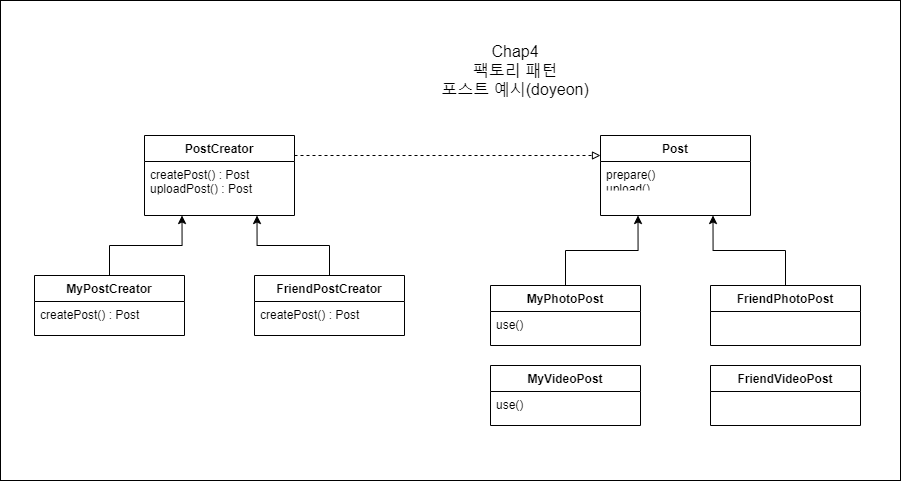 Chap4
팩토리 패턴
포스트 예시(doyeon)
PostCreator
createPost() : Post
uploadPost() : Post
Post
prepare()
upload()
MyPostCreator
createPost() : Post
FriendPostCreator
createPost() : Post
MyPhotoPost
use()
FriendPhotoPost
MyVideoPost
use()
FriendVideoPost